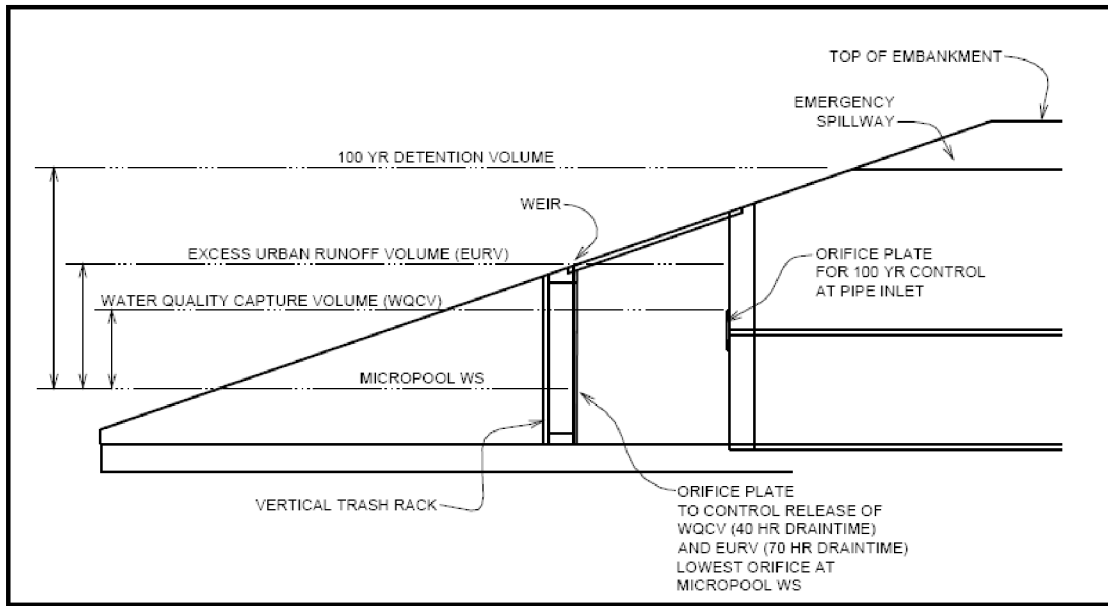 TOP OF EMBANKMENT
EMERGENCY
SPILLWAY
100 YR DETENTION VOLUME
WEIR
EXCESS URBAN RUNOFF VOLUME (EURV)
ORIFICE PLATE
FOR 100 YR CONTROL
AT PIPE INLET
WATER QUALITY CAPTURE VOLUME (WQCV)
MICROPOOL WS
VERTICAL TRASH RACK
ORIFICE PLATE
TO CONTROL RELEASE OF
WQCV (40 HR DRAINTIME)
AND EURV (70 HR DRAINTIME)
LOWEST ORIFICE AT
MICROPOOL WS